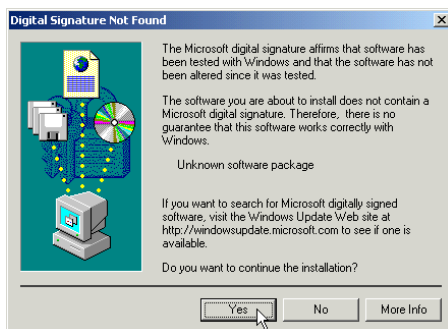 Digital Signature Not Found
The Microsoft digital signature affirms that software has
been tested with Windows and that the software has not
been altered since it was tested.
The software you are about to install does not contain a
Microsoft digital signature. Therefore, there is no
guarantee that this software works correctly with
Windows.
Unknown software package
If you want to search for Microsoft digitally signed
software, visit the Windows Update Web site at
http://windowsupdate.microsoft.com to see if one is
available.
Do you want to continue the installation?
Yes No More Info